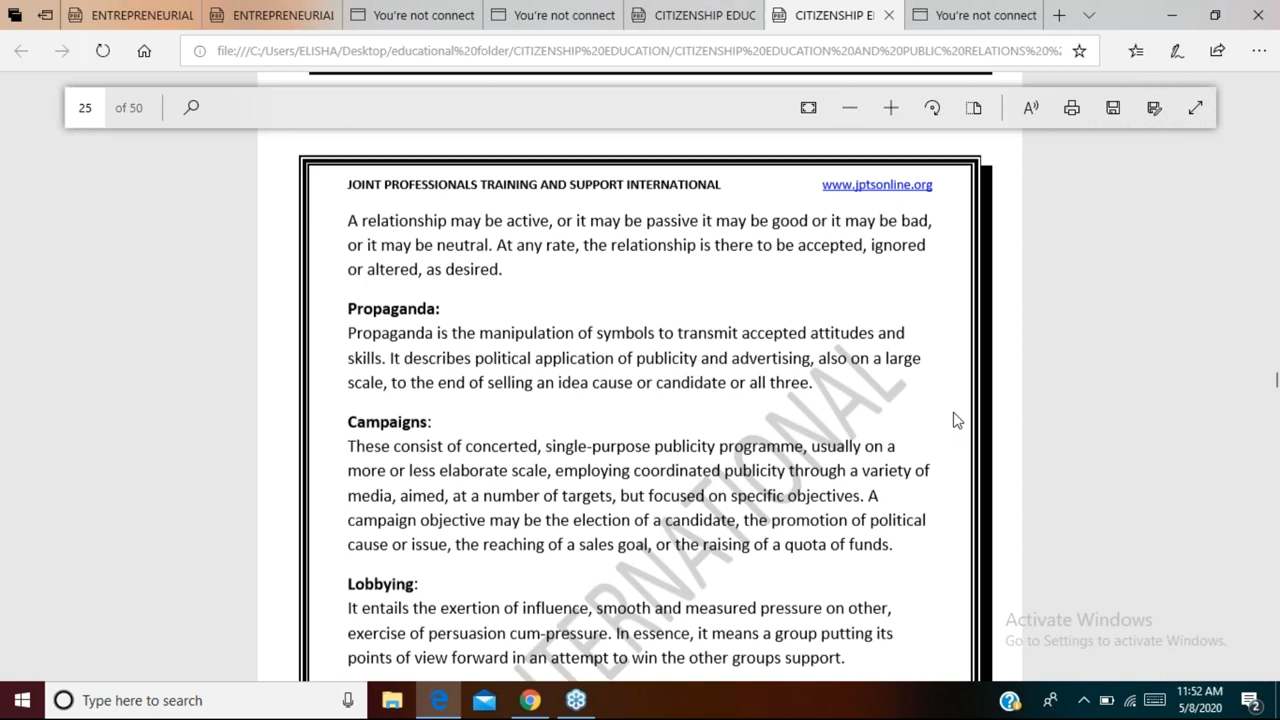 ENTREPRENEURIAL
ENTREPRENEURIAL
You're not connect
You're not connect
CITIZENSHIP EDUC
CITIZENSHIP E
You're not connect
file:///C:/Users/ELISHA/Desktop/educational%20folder/CITIZENSHIP%20EDUCATION/CITIZENSHIP%20EDUCATION%20AND%20PUBLIC%20RELATIONS%20%
25 of 50
JOINT PROFESSIONALS TRAINING AND SUPPORT INTERNATIONAL www.jptsonline.org
A relationship may be active, or it may be passive it may be good or it may be bad,
or it may be neutral. At any rate, the relationship is there to be accepted, ignored
or altered, as desired.
Propaganda:
Propaganda is the manipulation of symbols to transmit accepted attitudes and
skills. It describes political application of publicity and advertising, also on a large
scale, to the end of selling an idea cause or candidate or all three.
Campaigns:
These consist of concerted, single-purpose publicity programme, usually on a
more or less elaborate scale, employing coordinated publicity through a variety of
media, aimed, at a number of targets, but focused on specific objectives. A
campaign objective may be the election of a candidate, the promotion of political
cause or issue, the reaching of a sales goal, or the raising of a quota of funds.
Lobbying:
It entails the exertion of influence, smooth and measured pressure on other,
exercise of persuasion cum-pressure. In essence, it means a group putting its
points of view forward in an attempt to win the other groups support.
INTERNATIONAL
Activate Windows
Go to Settings to activate Windows.
Type here to search
11:52 AM
5/8/2020
2